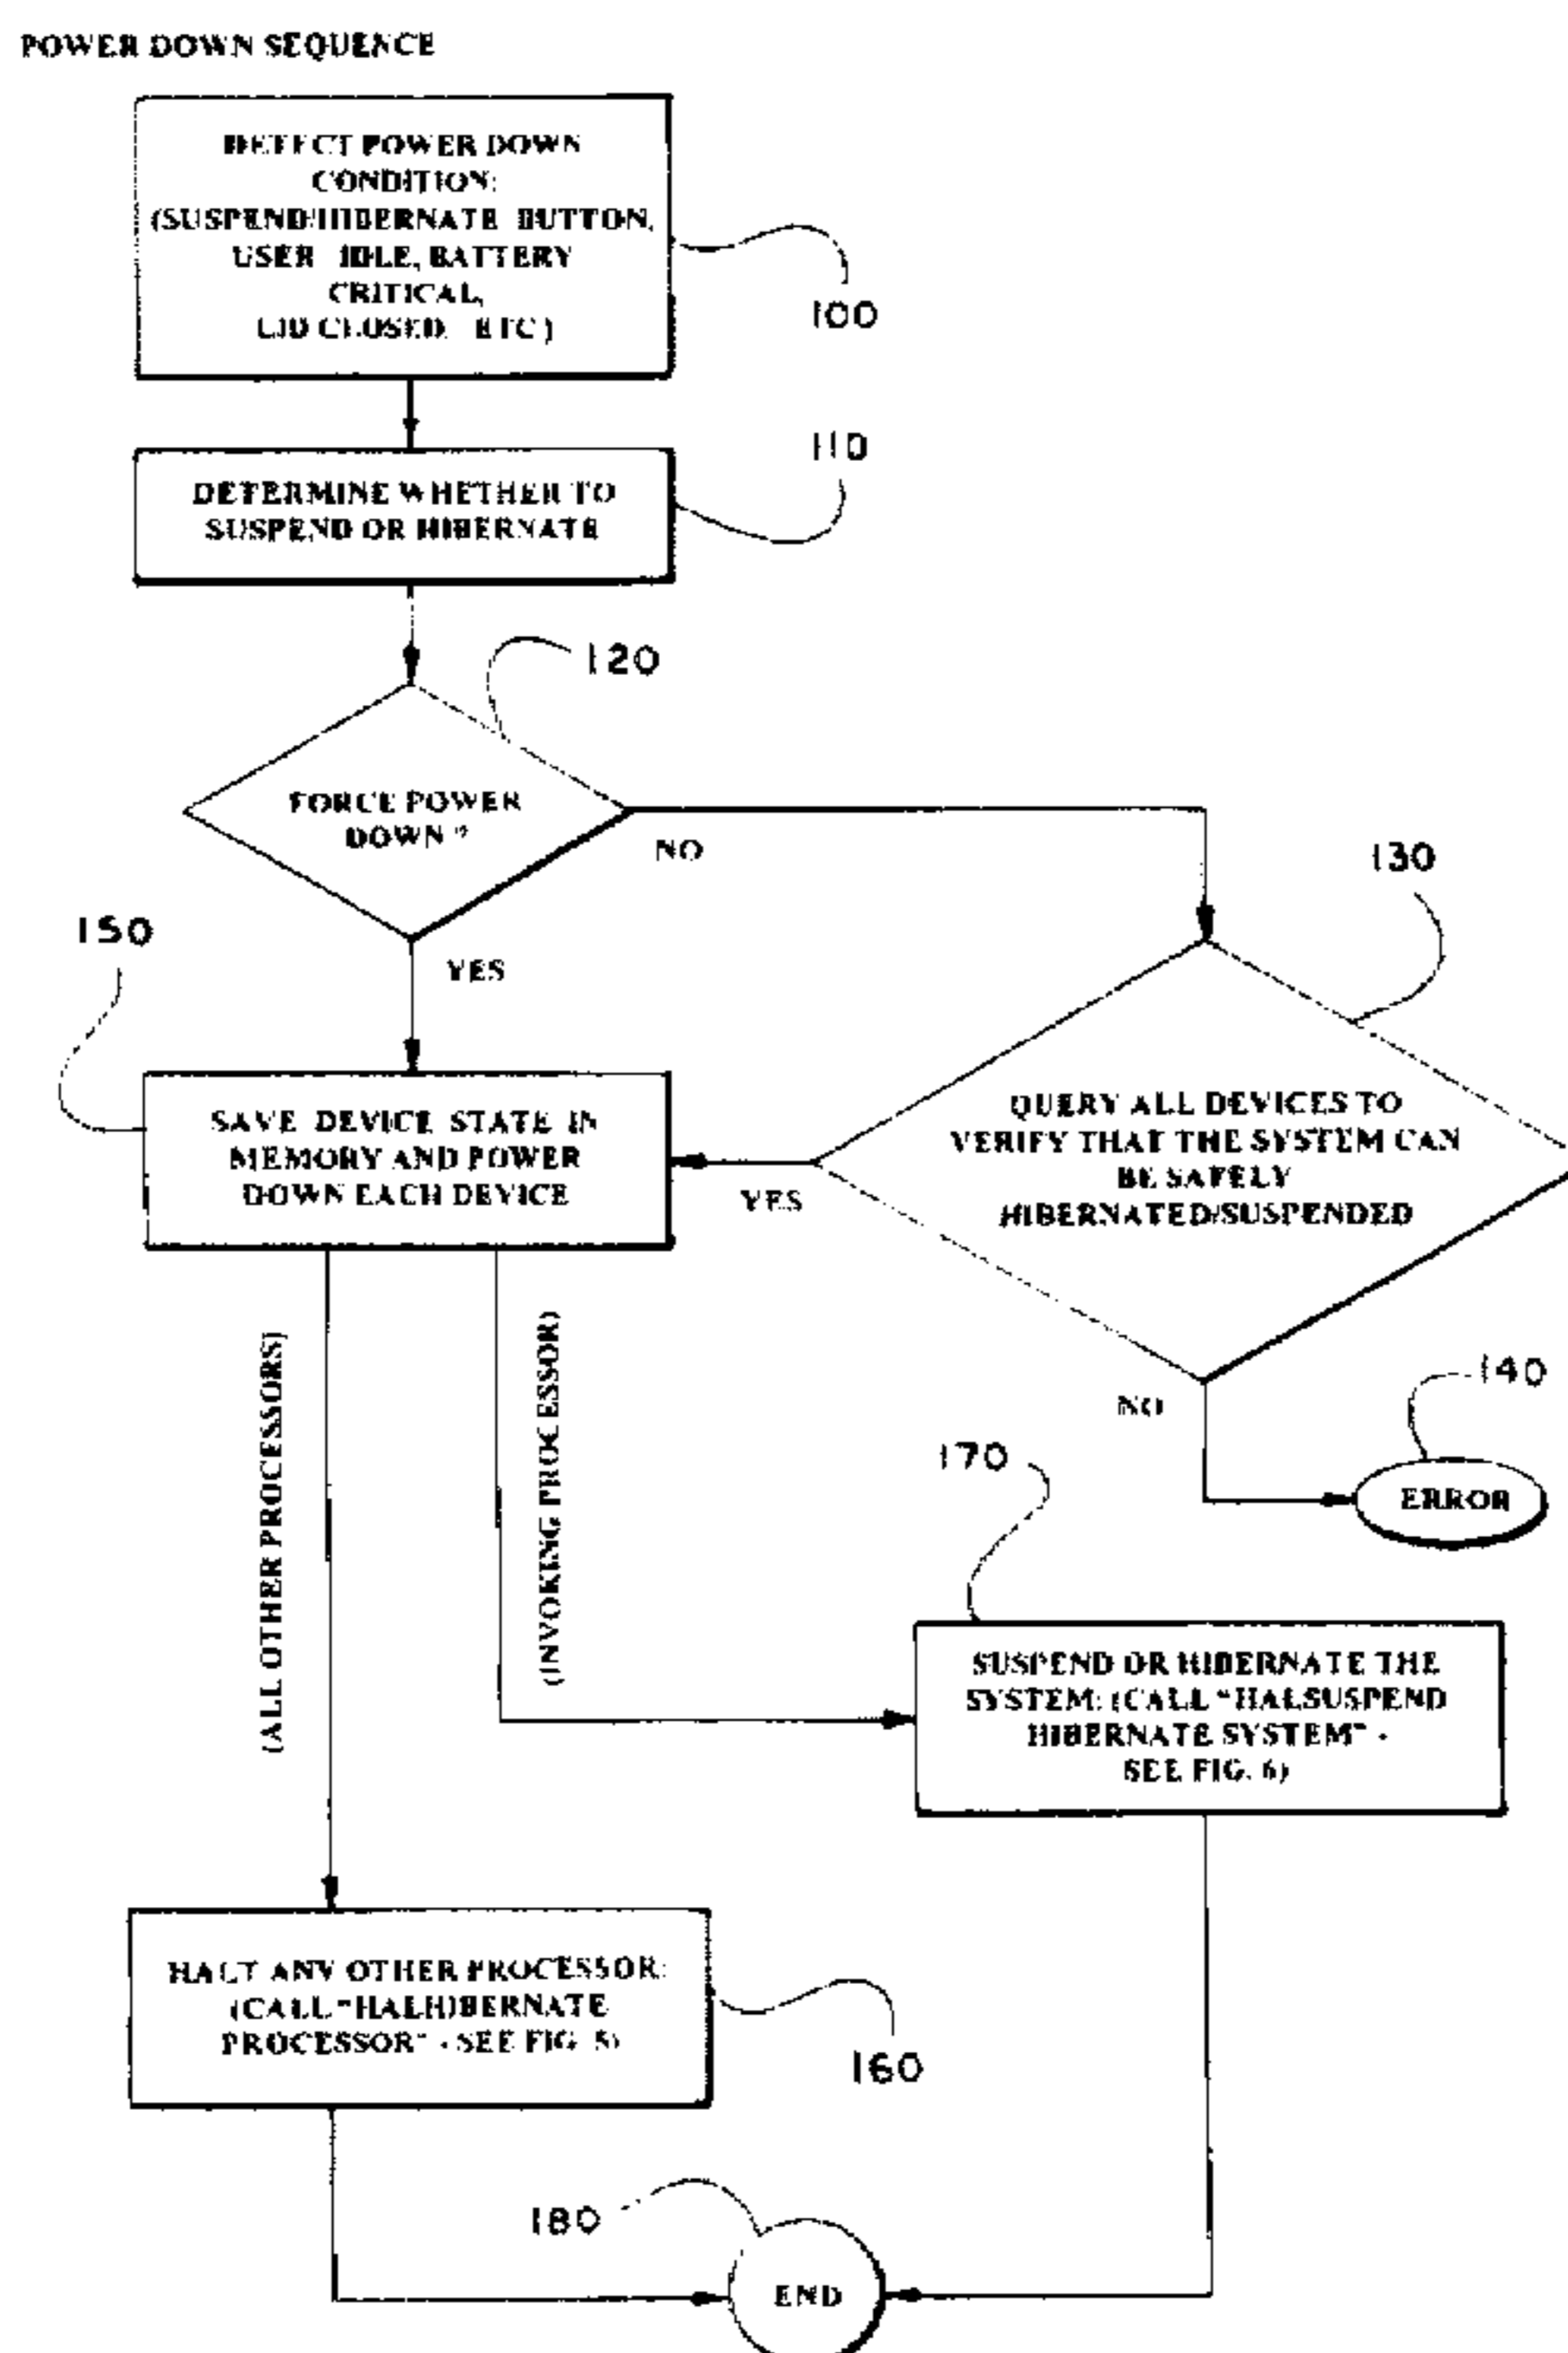 POWER DOWN SEQUENCE
DETECT POWER DOWN
CONDITION:
(SUSPEND/HIBERNATE BUTTON,
USER IDLE, BATTERY
CRITICAL,
LID CLOSED, ETC)
100
110
DETERMINE WHETHER TO
SUSPEND OR HIBERNATE
120
FORCE POWER
DOWN ?
NO
130
150
YES
QUERY ALL DEVICES TO
VERIFY THAT THE SYSTEM CAN
BE SAFELY
HIBERNATED/SUSPENDED
SAVE DEVICE STATE IN
MEMORY AND POWER
DOWN EACH DEVICE
YES
(ALL OTHER PROCESSORS)
(INVOKING PROCESSOR)
NO
140
ERROR
170
SUSPEND OR HIBERNATE THE
SYSTEM: (CALL "HALSUSPEND
HIBERNATE SYSTEM" -
SEE FIG. 6)
HALT ANY OTHER PROCESSOR:
(CALL "HALHIBERNATE
PROCESSOR" - SEE FIG. 5)
160
180
END